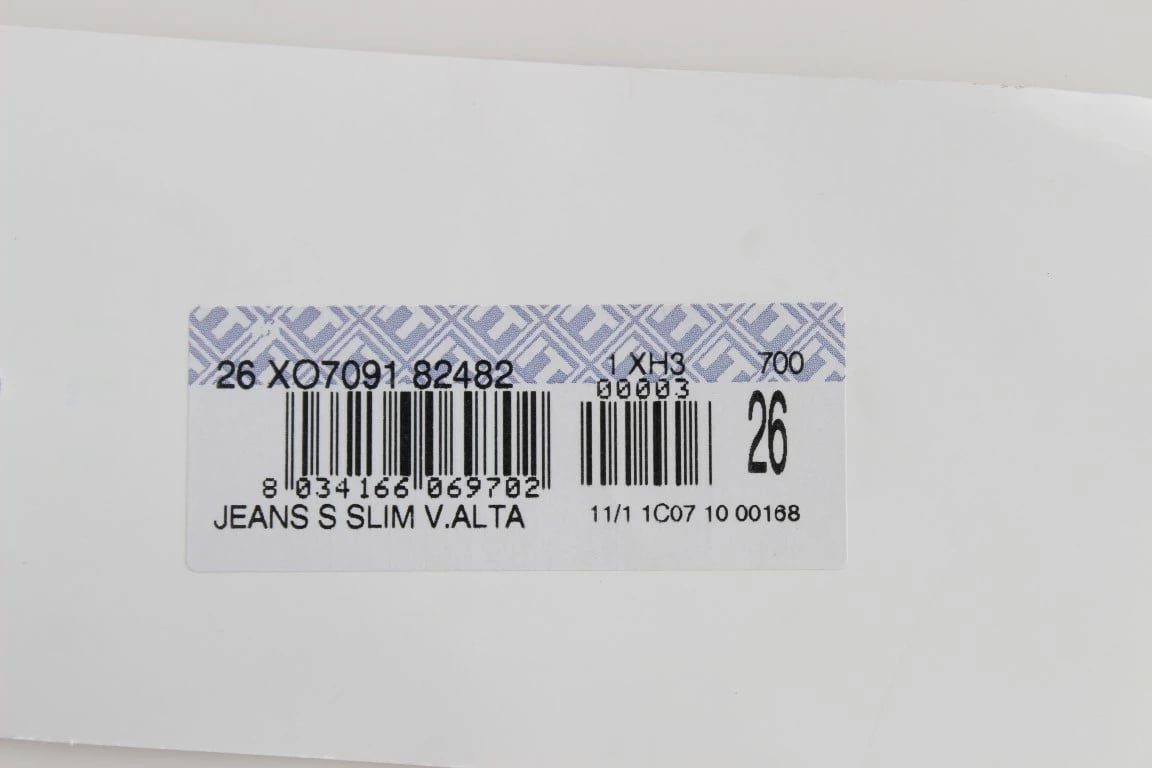 26 XO7091 82482
1 XH3 700
00003
26
8 034166 069702
JEANS S SLIM V.ALTA
11/1 1C07 10 00168